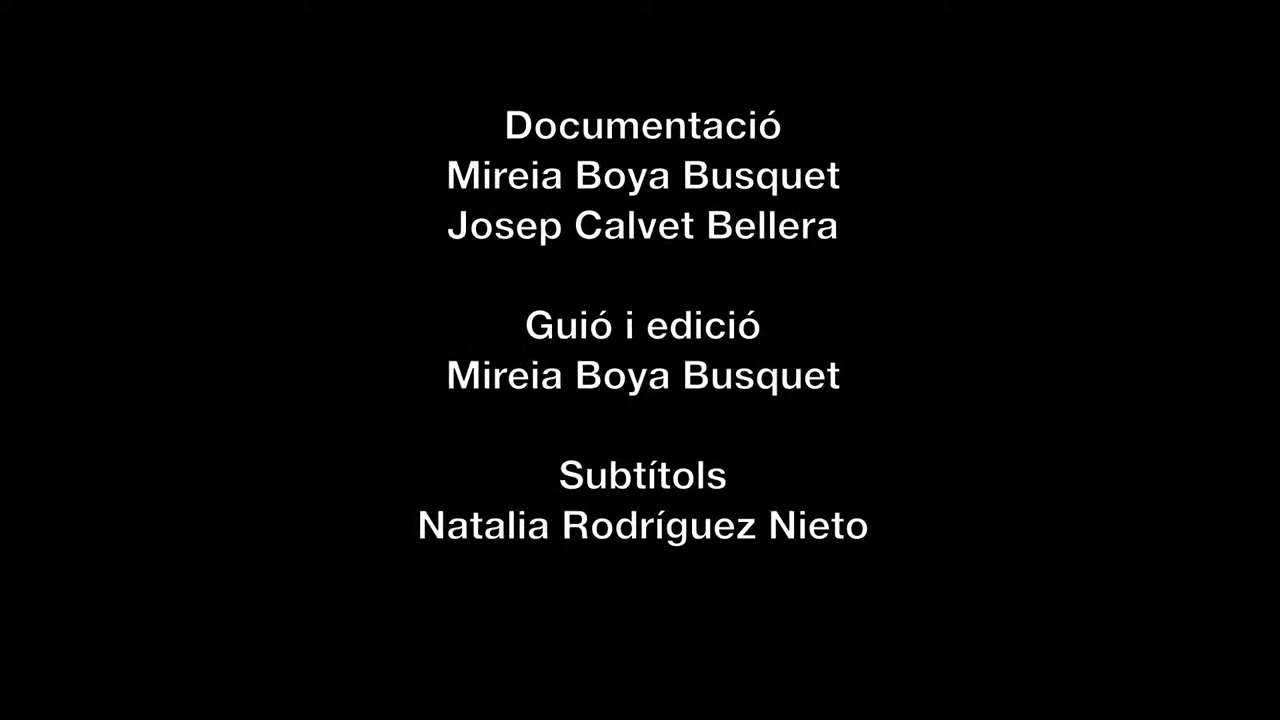 Documentació
Mireia Boya Busquet
Josep Calvet Bellera
Guió i edició
Mireia Boya Busquet
Subtítols
Natalia Rodríguez Nieto